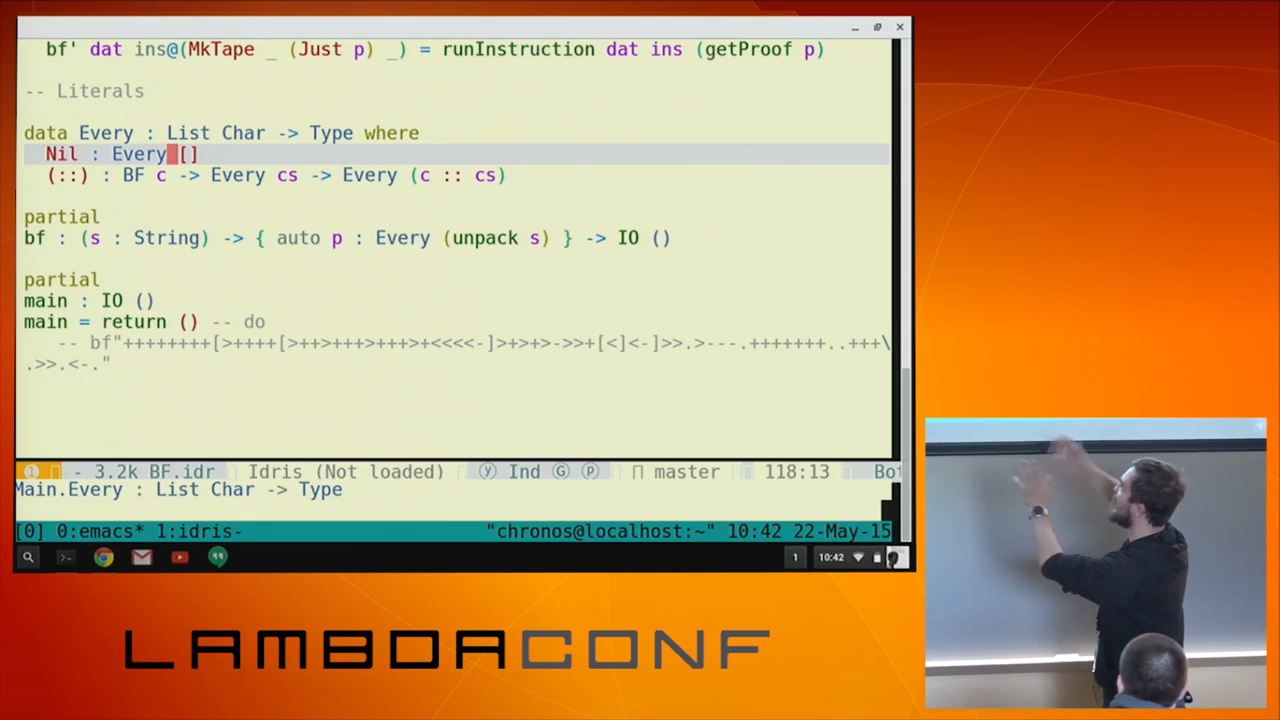 bf' dat ins@(MkTape _ (Just p) _) = runInstruction dat ins (getProof p)
-- Literals
data Every : List Char -> Type where
Nil : Every []
(::) : BF c -> Every cs -> Every (c :: cs)
partial
bf : (s : String) -> { auto p : Every (unpack s) } -> IO ()
partial
main : IO ()
main = return () -- do
-- bf"++++++++[>++++[>++>+++>+++>+<<<<-]>+>+>->>+[<]<-]>>.>---.+++++++..+++\
.>>.<-."
1 - 3.2k BF.idr Idris (Not loaded) y Ind G p master 118:13 Bo
Main.Every : List Char -> Type
[0] 0:emacs* 1:idris- "chronos@localhost:~" 10:42 22-May-15
1 10:42
LAMBDACONF